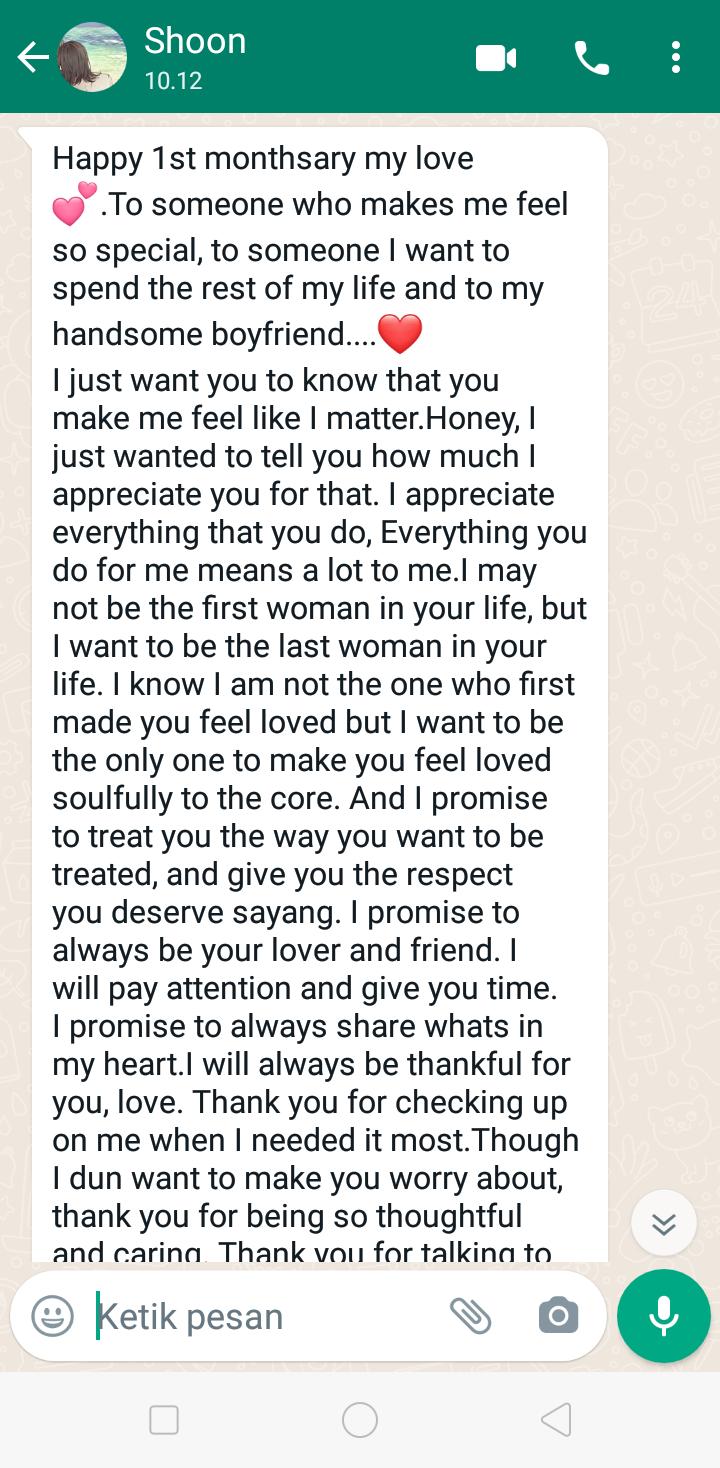 Shoon
10.12
Happy 1st monthsary my love
💕.To someone who makes me feel
so special, to someone I want to
spend the rest of my life and to my
handsome boyfriend....❤️
I just want you to know that you
make me feel like I matter.Honey, I
just wanted to tell you how much I
appreciate you for that. I appreciate
everything that you do, Everything you
do for me means a lot to me.I may
not be the first woman in your life, but
I want to be the last woman in your
life. I know I am not the one who first
made you feel loved but I want to be
the only one to make you feel loved
soulfully to the core. And I promise
to treat you the way you want to be
treated, and give you the respect
you deserve sayang. I promise to
always be your lover and friend. I
will pay attention and give you time.
I promise to always share whats in
my heart.I will always be thankful for
you, love. Thank you for checking up
on me when I needed it most.Though
I dun want to make you worry about,
thank you for being so thoughtful
and caring. Thank you for talking to
Ketik pesan